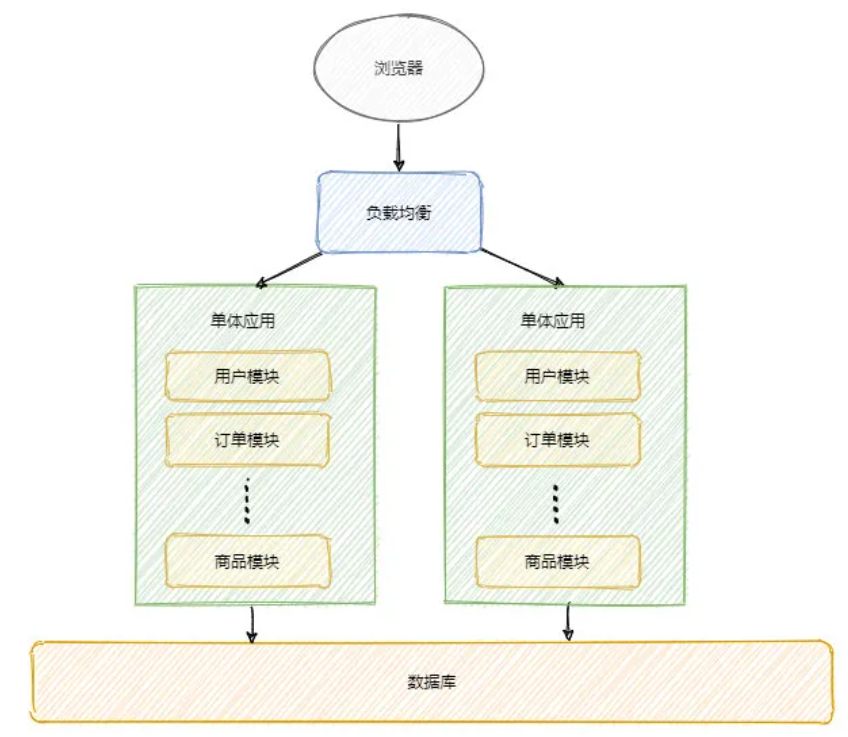 浏览器
负载均衡
单体应用
用户模块
订单模块
商品模块
单体应用
用户模块
订单模块
商品模块
数据库